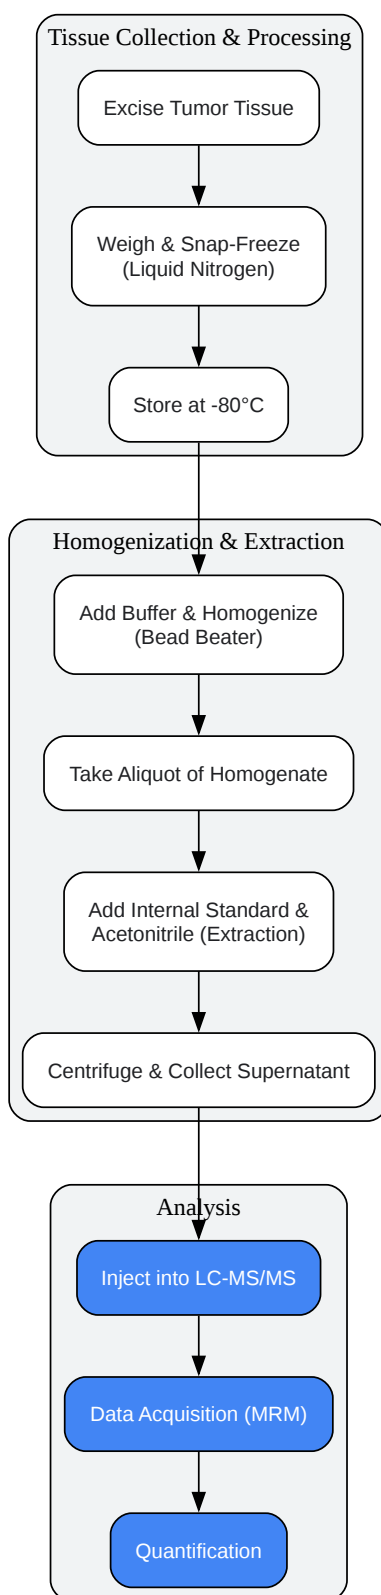 Tissue Collection & Processing
Excise Tumor Tissue
Weigh & Snap-Freeze
(Liquid Nitrogen)
Store at -80°C
Homogenization & Extraction
Add Buffer & Homogenize
(Bead Beater)
Take Aliquot of Homogenate
Add Internal Standard &
Acetonitrile (Extraction)
Centrifuge & Collect Supernatant
Analysis
Inject into LC-MS/MS
Data Acquisition (MRM)
Quantification